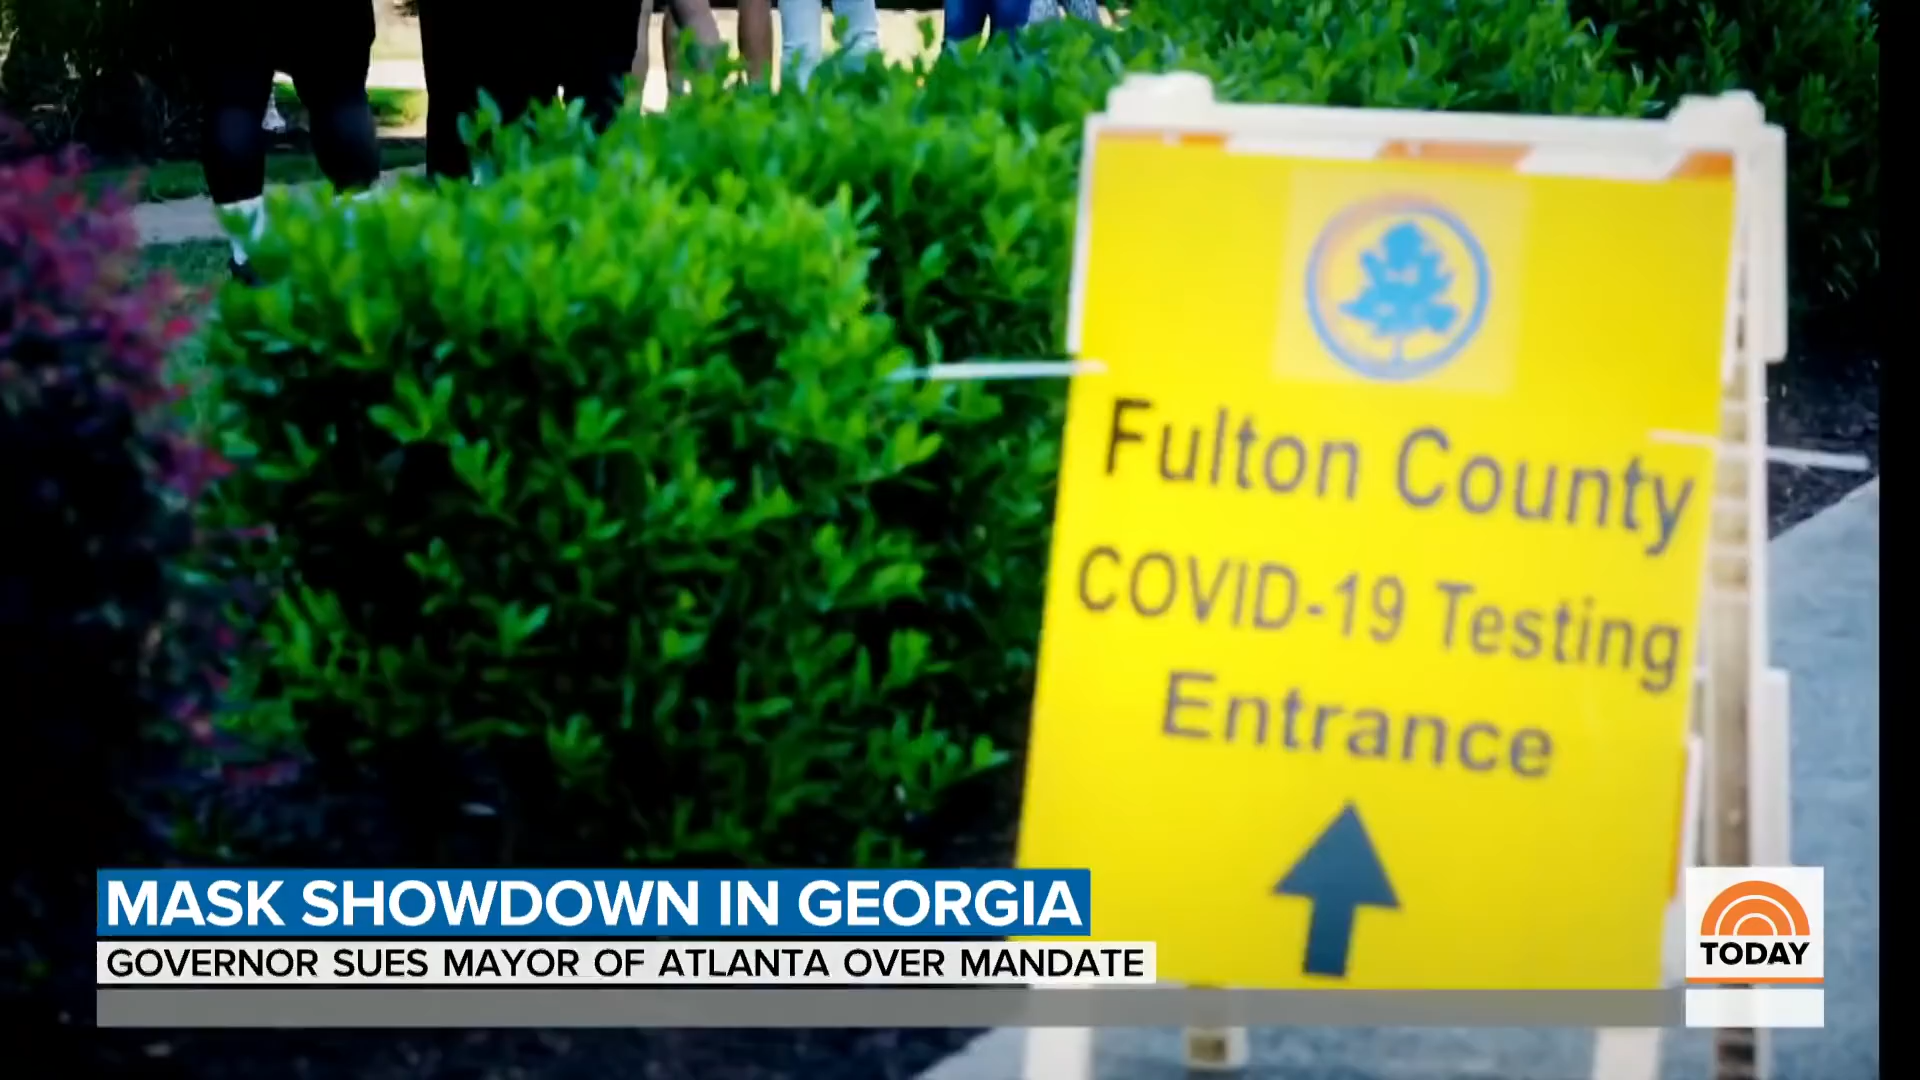 Fulton County
COVID-19 Testing
Entrance
MASK SHOWDOWN IN GEORGIA
GOVERNOR SUES MAYOR OF ATLANTA OVER MANDATE
TODAY